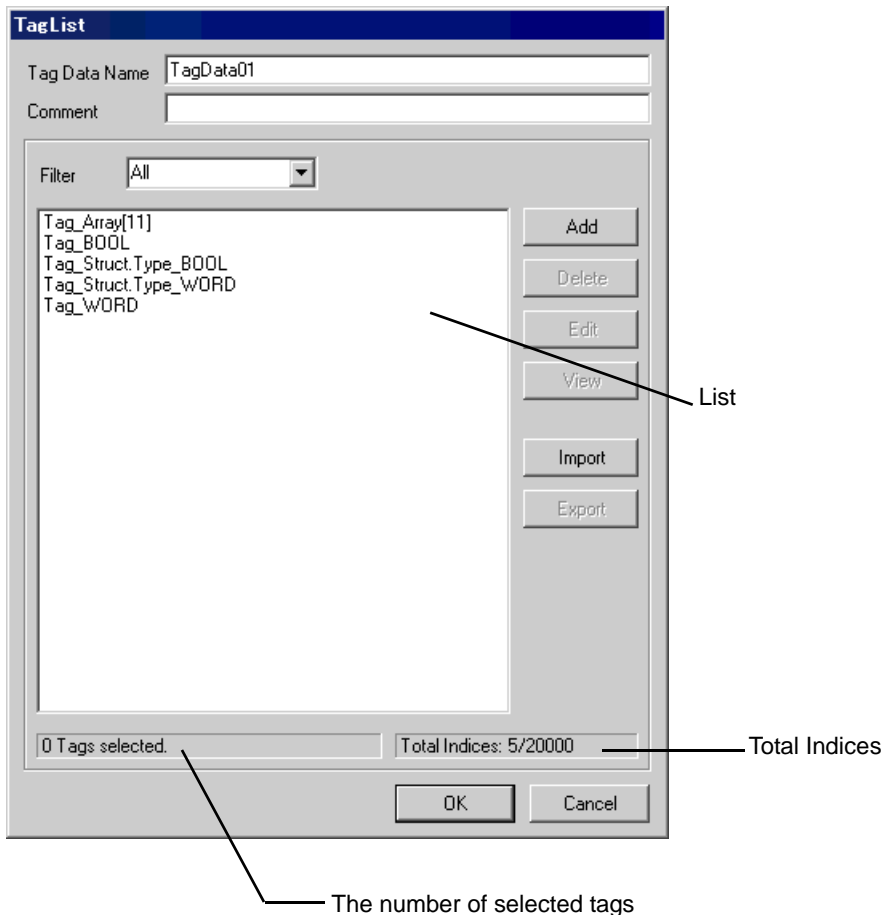 TagList
Tag Data Name TagData01
Comment
Filter All
Tag_Array[11]
Tag_BOOL
Tag_Struct.Type_BOOL
Tag_Struct.Type_WORD
Tag_WORD
Add
Delete
Edit
View
List
Import
Export
0 Tags selected. Total Indices: 5/20000
Total Indices
OK Cancel
The number of selected tags